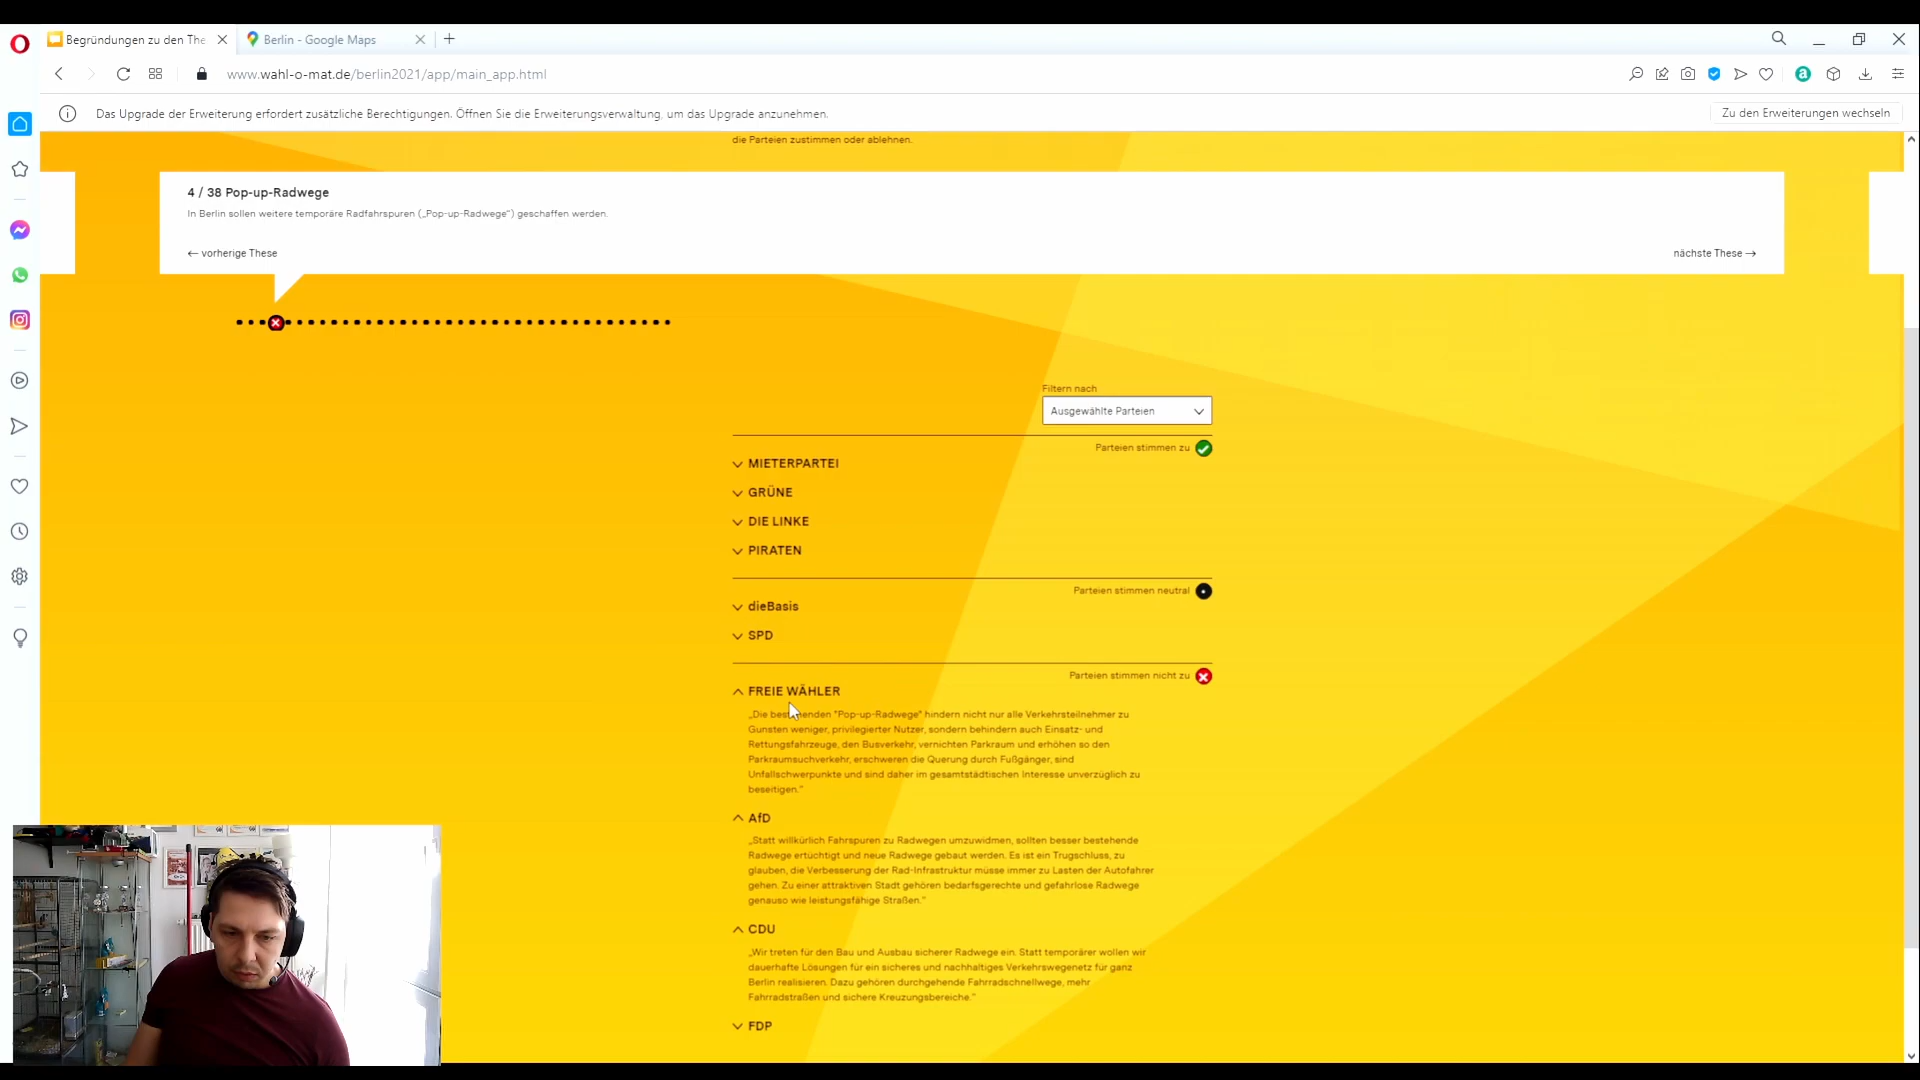 Begründungen zu den The
Berlin - Google Maps
www.wahl-o-mat.de/berlin2021/app/main_app.html
Das Upgrade der Erweiterung erfordert zusätzliche Berechtigungen. Öffnen Sie die Erweiterungsverwaltung, um das Upgrade anzunehmen.
Zu den Erweiterungen wechseln
die Parteien zustimmen oder ablehnen.
4 / 38 Pop-up-Radwege
In Berlin sollen weitere temporäre Radfahrspuren („Pop-up-Radwege“) geschaffen werden.
← vorherige These
nächste These →
Filtern nach
Ausgewählte Parteien
Parteien stimmen zu
MIETERPARTEI
GRÜNE
DIE LINKE
PIRATEN
Parteien stimmen neutral
dieBasis
SPD
Parteien stimmen nicht zu
FREIE WÄHLER
„Die bestehenden "Pop-up-Radwege" hindern nicht nur alle Verkehrsteilnehmer zu
Gunsten weniger, privilegierter Nutzer, sondern behindern auch Einsatz- und
Rettungsfahrzeuge, den Busverkehr, vernichten Parkraum und erhöhen so den
Parkraumsuchverkehr, erschweren die Querung durch Fußgänger, sind
Unfallschwerpunkte und sind daher im gesamtstädtischen Interesse unverzüglich zu
beseitigen.“
AfD
„Statt willkürlich Fahrspuren zu Radwegen umzuwidmen, sollten besser bestehende
Radwege ertüchtigt und neue Radwege gebaut werden. Es ist ein Trugschluss, zu
glauben, die Verbesserung der Rad-Infrastruktur müsse immer zu Lasten der Autofahrer
gehen. Zu einer attraktiven Stadt gehören bedarfsgerechte und gefahrlose Radwege
genauso wie leistungsfähige Straßen.“
CDU
„Wir treten für den Bau und Ausbau sicherer Radwege ein. Statt temporärer wollen wir
dauerhafte Lösungen für ein sicheres und nachhaltiges Verkehrswegenetz für ganz
Berlin realisieren. Dazu gehören durchgehende Fahrradschnellwege, mehr
Fahrradstraßen und sichere Kreuzungsbereiche.“
FDP